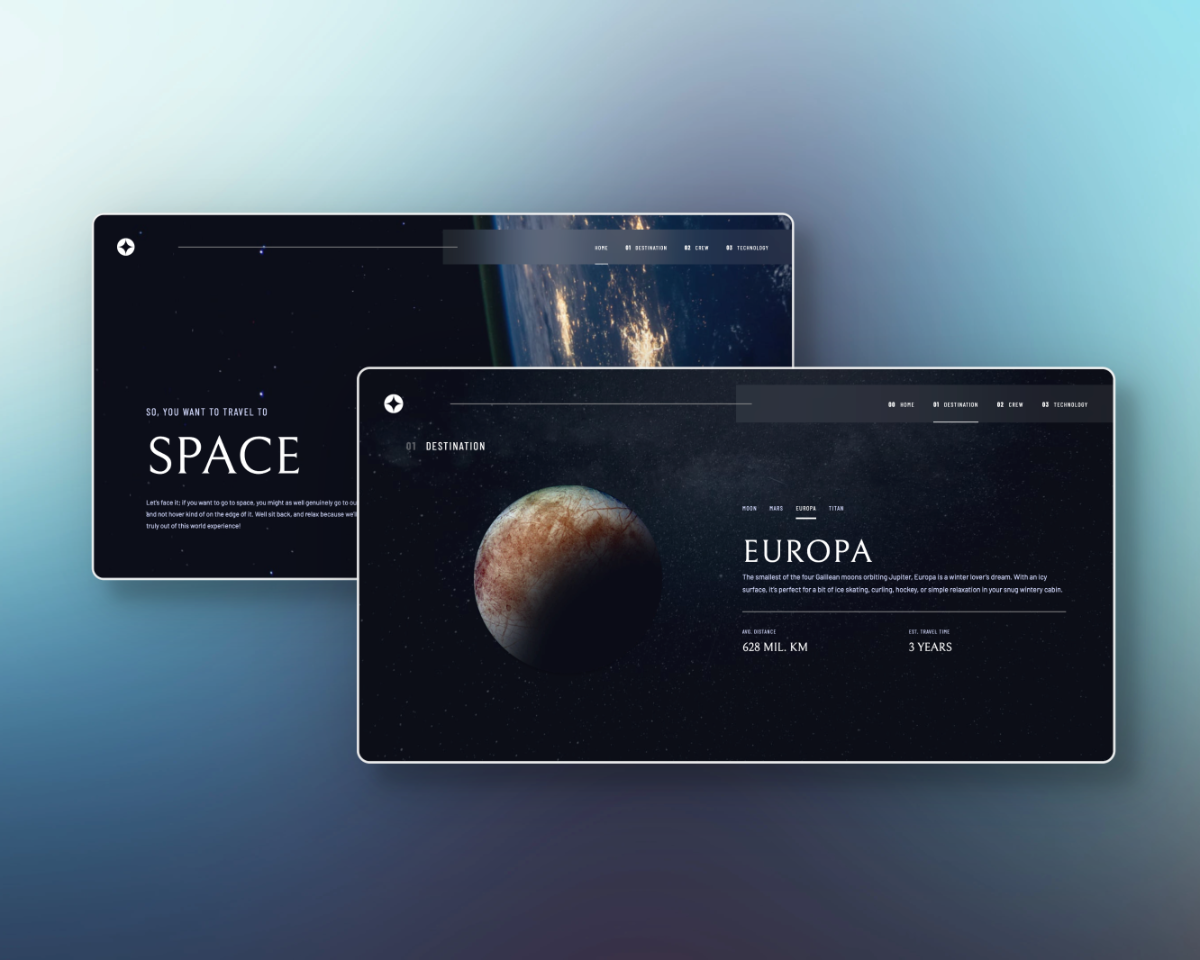 HOME 01 DESTINATION 02 CREW 03 TECHNOLOGY
SO, YOU WANT TO TRAVEL TO
SPACE
Let's face it; if you want to go to space, you might as well genuinely go to ou
and not hover kind of on the edge of it. Well sit back, and relax because we'll
truly out of this world experience!
00 HOME 01 DESTINATION 02 CREW 03 TECHNOLOGY
01 DESTINATION
MOON MARS EUROPA TITAN
EUROPA
The smallest of the four Galilean moons orbiting Jupiter, Europa is a winter lover's dream. With an icy
surface, it's perfect for a bit of ice skating, curling, hockey, or simple relaxation in your snug wintery cabin.
AVG. DISTANCE
628 MIL. KM
EST. TRAVEL TIME
3 YEARS